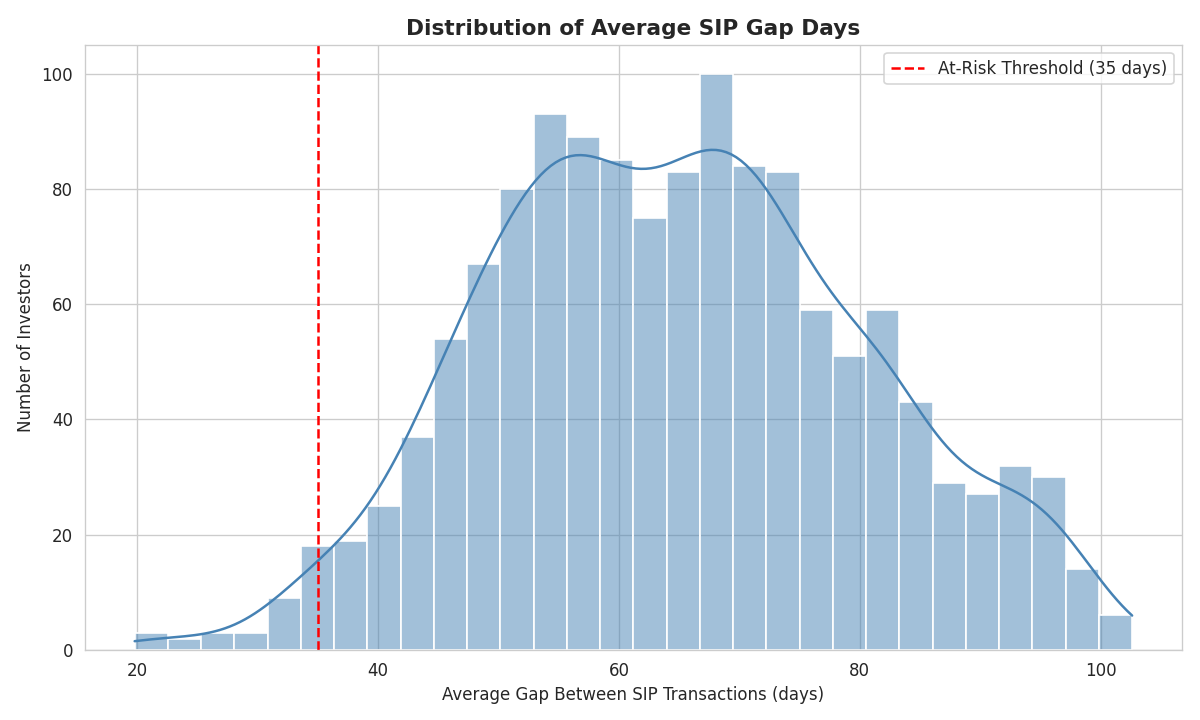 Distribution of Average SIP Gap Days
At-Risk Threshold (35 days)
Number of Investors
100
80
60
40
20
0
20 40 60 80 100
Average Gap Between SIP Transactions (days)